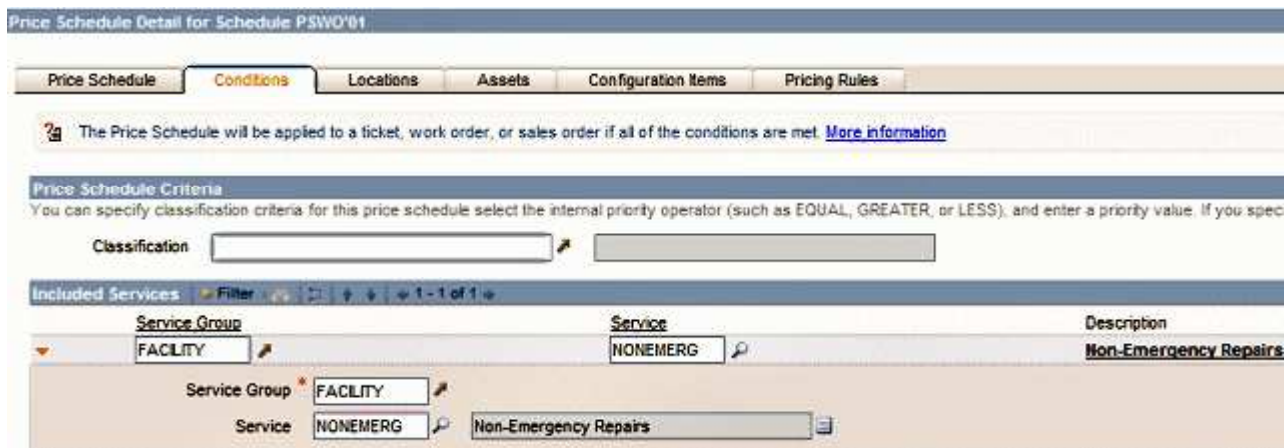 Price Schedule Detail for Schedule PSWO'01
Price Schedule Conditions Locations Assets Configuration Items Pricing Rules
The Price Schedule will be applied to a ticket, work order, or sales order if all of the conditions are met. More information
Price Schedule Criteria
You can specify classification criteria for this price schedule select the internal priority operator (such as EQUAL, GREATER, or LESS), and enter a priority value. If you spec
Classification
Included Services Filter 1 - 1 of 1
Service Group Service Description
FACILITY NONEMERG Non-Emergency Repairs
Service Group * FACILITY
Service NONEMERG Non-Emergency Repairs